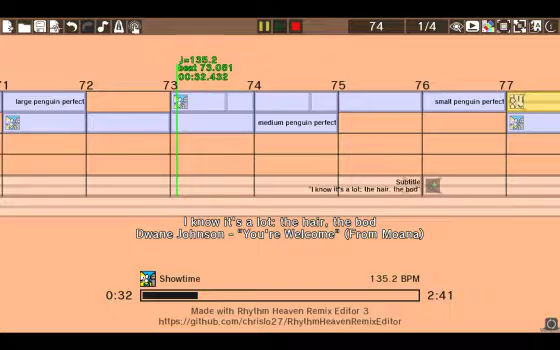 74 1/4
♩=135.2
beat 73.081
00:32.432
71 72 73 74 75 76 77
large penguin perfect small penguin perfect
medium penguin perfect
Subtitle
"I know it's a lot: the hair, the bod"
I know it's a lot: the hair, the bod
Dwane Johnson - "You're Welcome" (From Moana)
Showtime 135.2 BPM
0:32 2:41
Made with Rhythm Heaven Remix Editor 3
https://github.com/chrislo27/RhythmHeavenRemixEditor